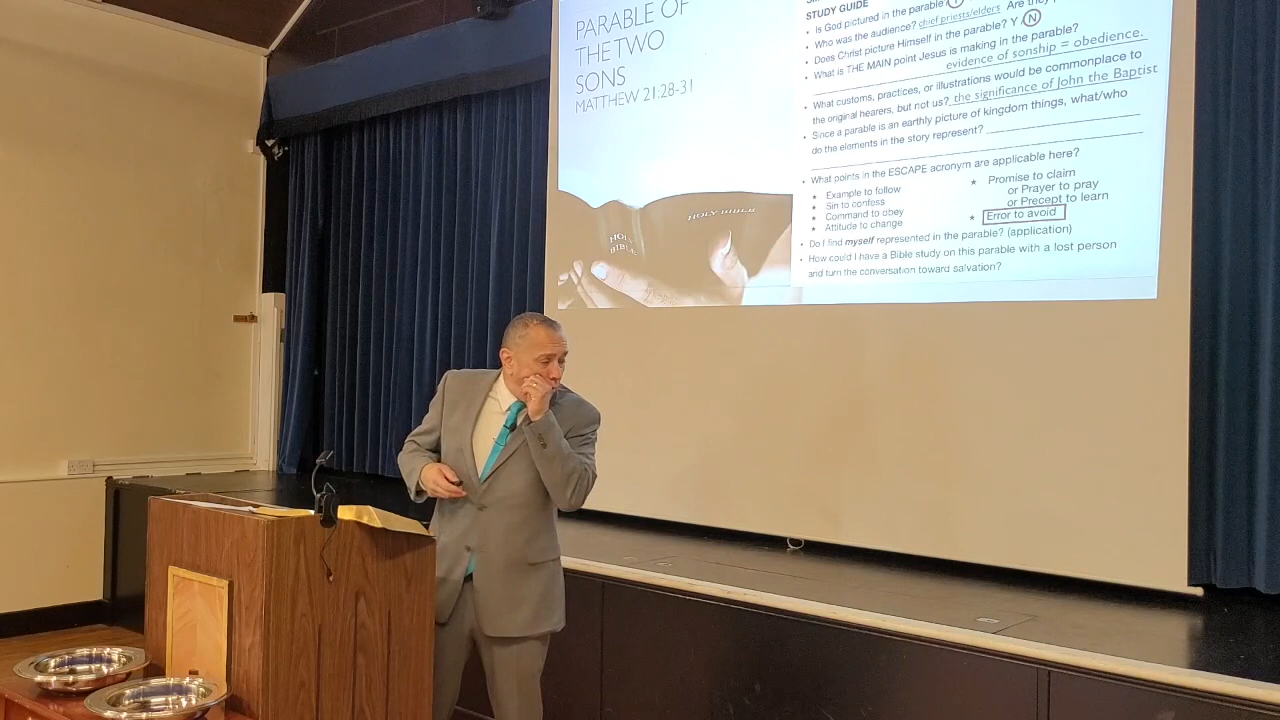 PARABLE OF
THE TWO
SONS
MATTHEW 21:28-31
HOLY BIBLE
HOLY
BIBLE
STUDY GUIDE
• Is God pictured in the parable? Y
• Who was the audience? chief priests/elders Are they
• Does Christ picture Himself in the parable? Y N
• What is THE MAIN point Jesus is making in the parable?
evidence of sonship = obedience.
• What customs, practices, or illustrations would be commonplace to
the original hearers, but not us? the significance of John the Baptist
• Since a parable is an earthly picture of kingdom things, what/who
do the elements in the story represent?
• What points in the ESCAPE acronym are applicable here?
* Example to follow
* Sin to confess
* Command to obey
* Attitude to change
* Promise to claim
or Prayer to pray
or Precept to learn
* Error to avoid
• Do I find myself represented in the parable? (application)
• How could I have a Bible study on this parable with a lost person
and turn the conversation toward salvation?